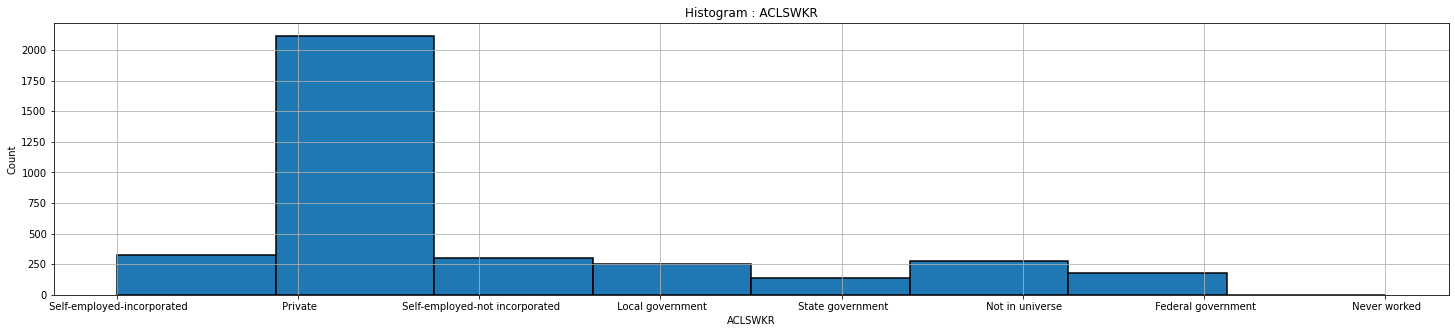 Histogram : ACLSWKR
Count
2000
1750
1500
1250
1000
750
500
250
0
Self-employed-incorporated Private Self-employed-not incorporated Local government State government Not in universe Federal government Never worked
ACLSWKR